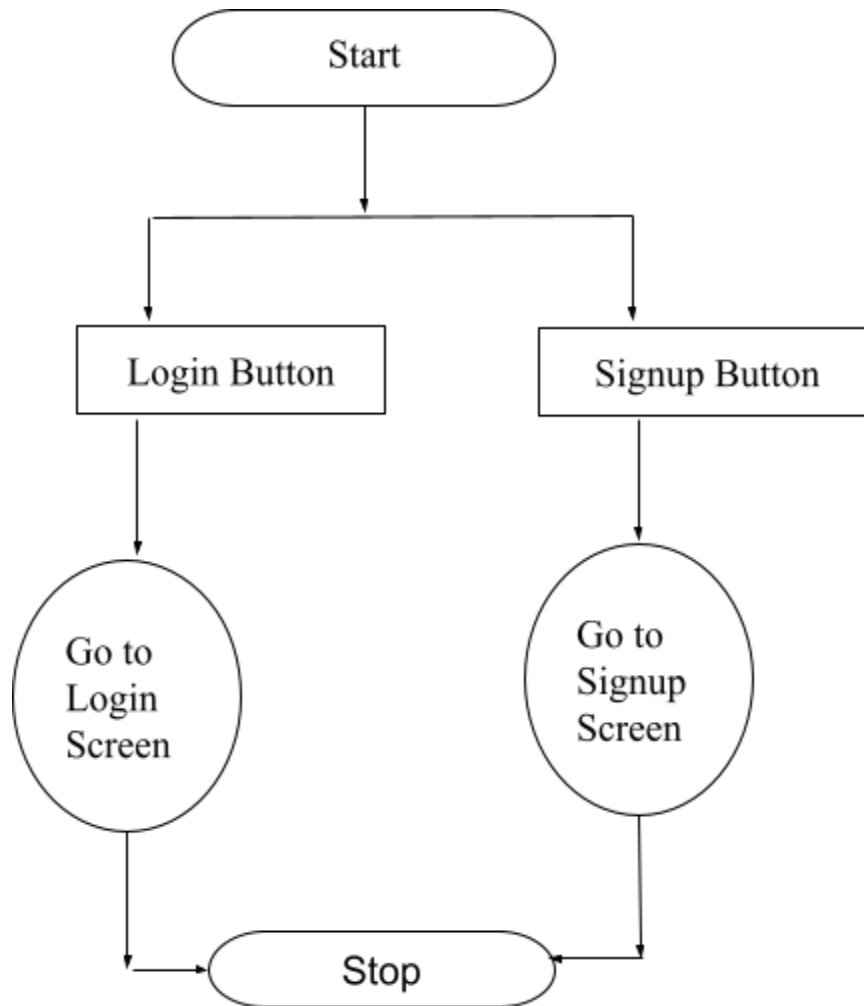 Start
Login Button
Signup Button
Go to
Login
Screen
Go to
Signup
Screen
Stop